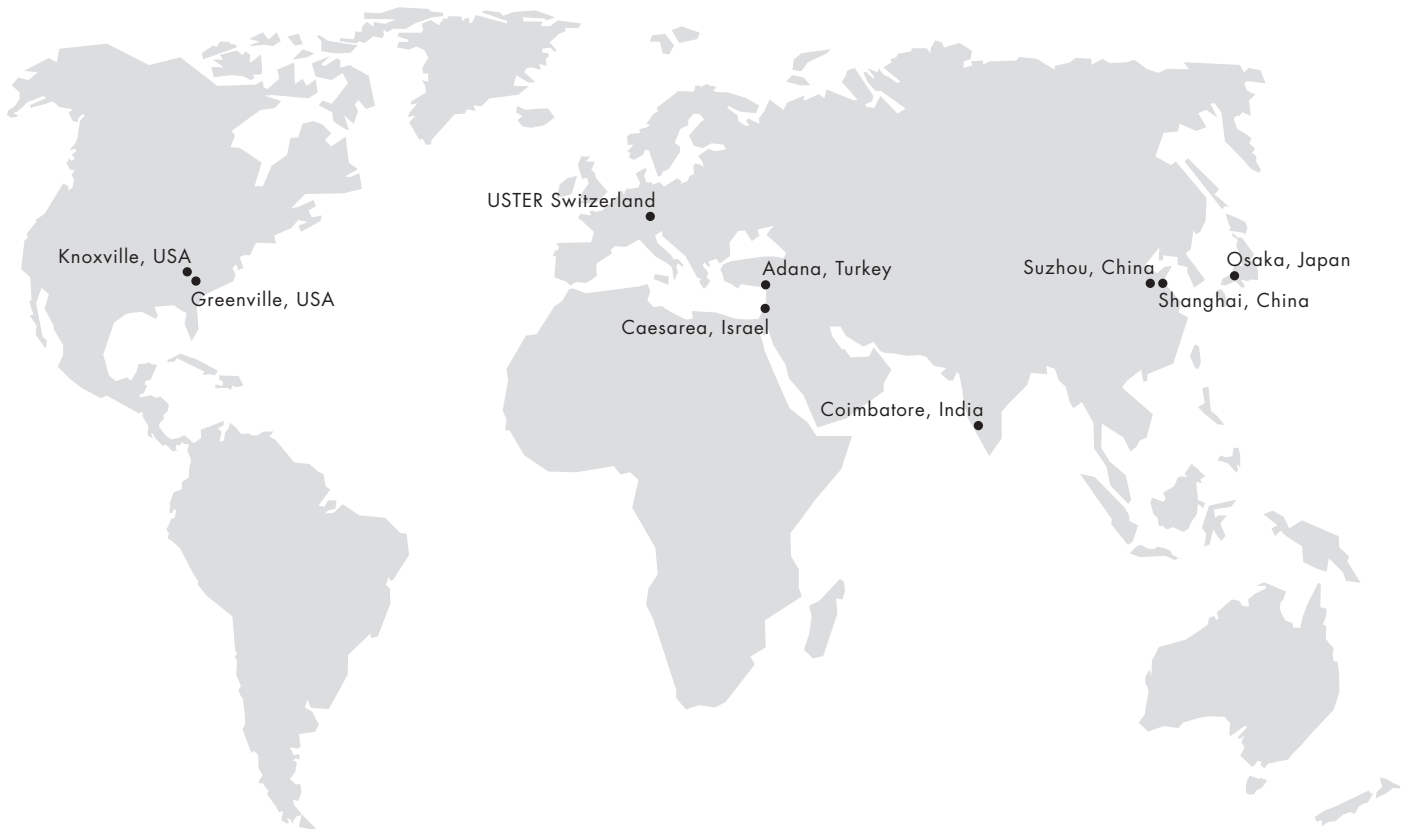 USTER Switzerland
Knoxville, USA
Greenville, USA
Adana, Turkey
Caesarea, Israel
Suzhou, China
Osaka, Japan
Shanghai, China
Coimbatore, India